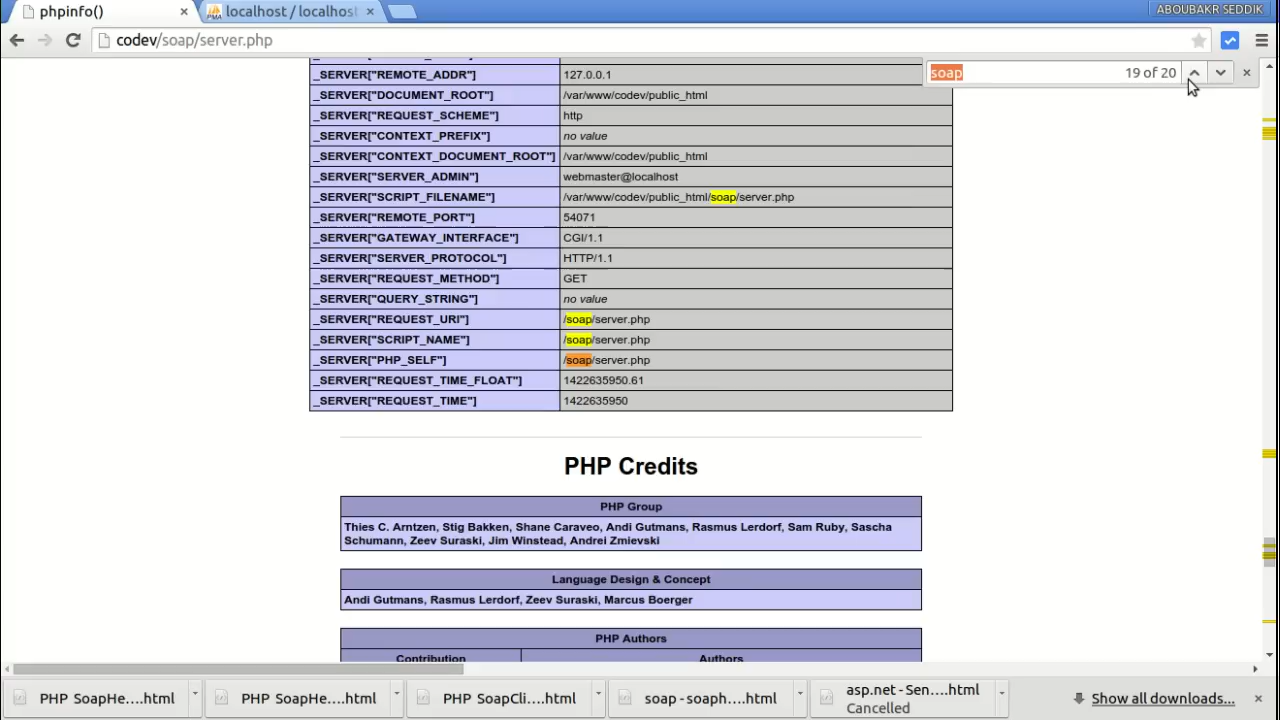 phpinfo()
localhost / localhos
ABOUBAKR SEDDIK
codev/soap/server.php
soap
19 of 20
_SERVER["REMOTE_ADDR"] 127.0.0.1
_SERVER["DOCUMENT_ROOT"] /var/www/codev/public_html
_SERVER["REQUEST_SCHEME"] http
_SERVER["CONTEXT_PREFIX"] no value
_SERVER["CONTEXT_DOCUMENT_ROOT"] /var/www/codev/public_html
_SERVER["SERVER_ADMIN"] webmaster@localhost
_SERVER["SCRIPT_FILENAME"] /var/www/codev/public_html/soap/server.php
_SERVER["REMOTE_PORT"] 54071
_SERVER["GATEWAY_INTERFACE"] CGI/1.1
_SERVER["SERVER_PROTOCOL"] HTTP/1.1
_SERVER["REQUEST_METHOD"] GET
_SERVER["QUERY_STRING"] no value
_SERVER["REQUEST_URI"] /soap/server.php
_SERVER["SCRIPT_NAME"] /soap/server.php
_SERVER["PHP_SELF"] /soap/server.php
_SERVER["REQUEST_TIME_FLOAT"] 1422635950.61
_SERVER["REQUEST_TIME"] 1422635950
PHP Credits
PHP Group
Thies C. Arntzen, Stig Bakken, Shane Caraveo, Andi Gutmans, Rasmus Lerdorf, Sam Ruby, Sascha
Schumann, Zeev Suraski, Jim Winstead, Andrei Zmievski
Language Design & Concept
Andi Gutmans, Rasmus Lerdorf, Zeev Suraski, Marcus Boerger
PHP Authors
Contribution Authors
PHP SoapHe....html
PHP SoapHe....html
PHP SoapCli....html
soap - soaph....html
asp.net - Sen....html
Cancelled
Show all downloads...